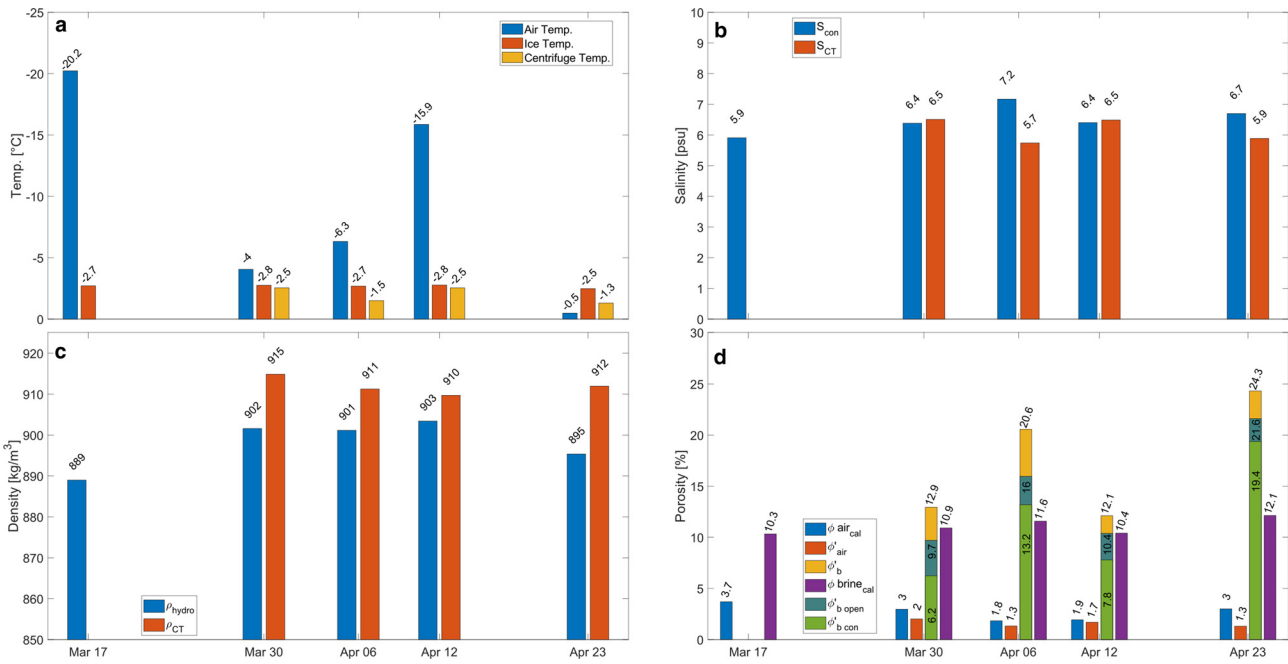 a
Temp. [°C]
-25
-20
-15
-10
-5
0
Air Temp.
Ice Temp.
Centrifuge Temp.
-20.2
-2.7
-4
-2.8
-2.5
-6.3
-2.7
-1.5
-15.9
-2.8
-2.5
-0.5
-2.5
-1.3
b
Salinity [psu]
10
9
8
7
6
5
4
3
2
1
0
S_con
S_CT
5.9
6.4
6.5
7.2
5.7
6.4
6.5
6.7
5.9
c
Density [kg/m³]
920
910
900
890
880
870
860
850
ρ_hydro
ρ_CT
889
902
915
901
911
903
910
895
912
Mar 17
Mar 30
Apr 06
Apr 12
Apr 23
d
Porosity [%]
30
25
20
15
10
5
0
ϕ air_cal
ϕ'_air
ϕ'_b
ϕ brine_cal
ϕ'_b open
ϕ'_b con
3.7
10.3
3
2
12.9
9.7
6.2
10.9
1.8
1.3
20.6
16
13.2
11.6
1.9
1.7
12.1
10.4
7.8
10.4
3
1.3
24.3
21.6
19.4
12.1
Mar 17
Mar 30
Apr 06
Apr 12
Apr 23